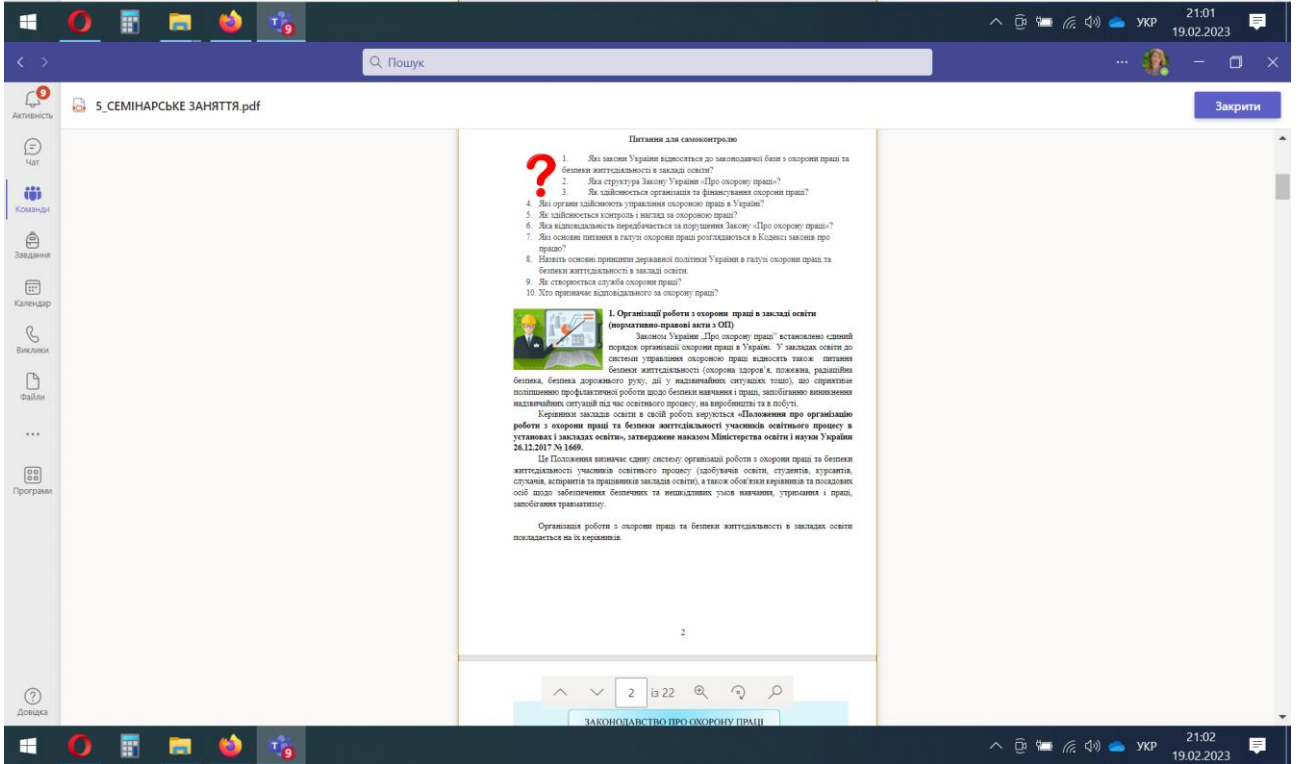 9
УКР
21:01
19.02.2023
Пошук
9
Активність
5_СЕМІНАРСЬКЕ ЗАНЯТТЯ.pdf
Закрити
Чат
Команди
Завдання
Календар
Виклики
Файли
Програми
Довідка
Питання для самоконтролю
1. Які закони України відносяться до законодавчої бази з охорони праці та
безпеки життєдіяльності в закладі освіти?
2. Яка структура Закону України «Про охорону праці»?
3. Як здійснюється організація та фінансування охорони праці?
4. Які органи здійснюють управління охороною праці в Україні?
5. Як здійснюється контроль і нагляд за охороною праці?
6. Яка відповідальність передбачається за порушення Закону «Про охорону праці»?
7. Які основні питання в галузі охорони праці розглядаються в Кодексі законів про
працю?
8. Назвіть основні принципи державної політики України в галузі охорони праці та
безпеки життєдіяльності в закладі освіти.
9. Як створюється служба охорони праці?
10. Хто призначає відповідального за охорону праці?
1. Організації роботи з охорони праці в закладі освіти
(нормативно-правові акти з ОП)
Законом України „Про охорону праці" встановлено єдиний
порядок організації охорони праці в Україні. У закладах освіти до
системи управління охороною праці відносять також питання
безпеки життєдіяльності (охорона здоров'я, пожежна, радіаційна
безпека, безпека дорожнього руху, дії у надзвичайних ситуаціях тощо), що сприятиме
поліпшенню профілактичної роботи щодо безпеки навчання і праці, запобіганню виникнення
надзвичайних ситуацій під час освітнього процесу, на виробництві та в побуті.
Керівники закладів освіти в своїй роботі керуються «Положення про організацію
роботи з охорони праці та безпеки життєдіяльності учасників освітнього процесу в
установах і закладах освіти», затверджене наказом Міністерства освіти і науки України
26.12.2017 № 1669.
Це Положення визначає єдину систему організації роботи з охорони праці та безпеки
життєдіяльності учасників освітнього процесу (здобувачів освіти, студентів, курсантів,
слухачів, аспірантів та працівників закладів освіти), а також обов'язки керівників та посадових
осіб щодо забезпечення безпечних та нешкідливих умов навчання, утримання і праці,
запобігання травматизму.
Організація роботи з охорони праці та безпеки життєдіяльності в закладах освіти
покладається на їх керівників.
2
2 із 22
ЗАКОНОДАВСТВО ПРО ОХОРОНУ ПРАЦІ
9
УКР
21:02
19.02.2023